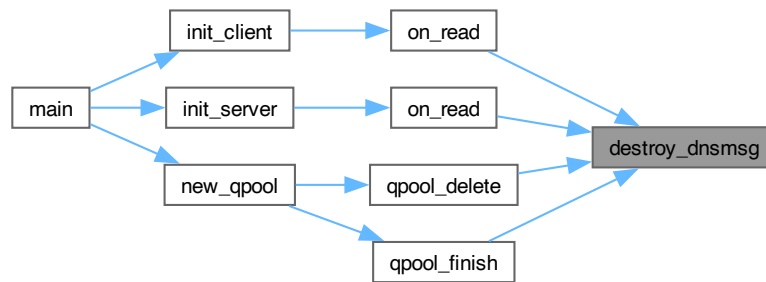 init_client
on_read
main
init_server
on_read
destroy_dnsmsg
new_qpool
qpool_delete
qpool_finish